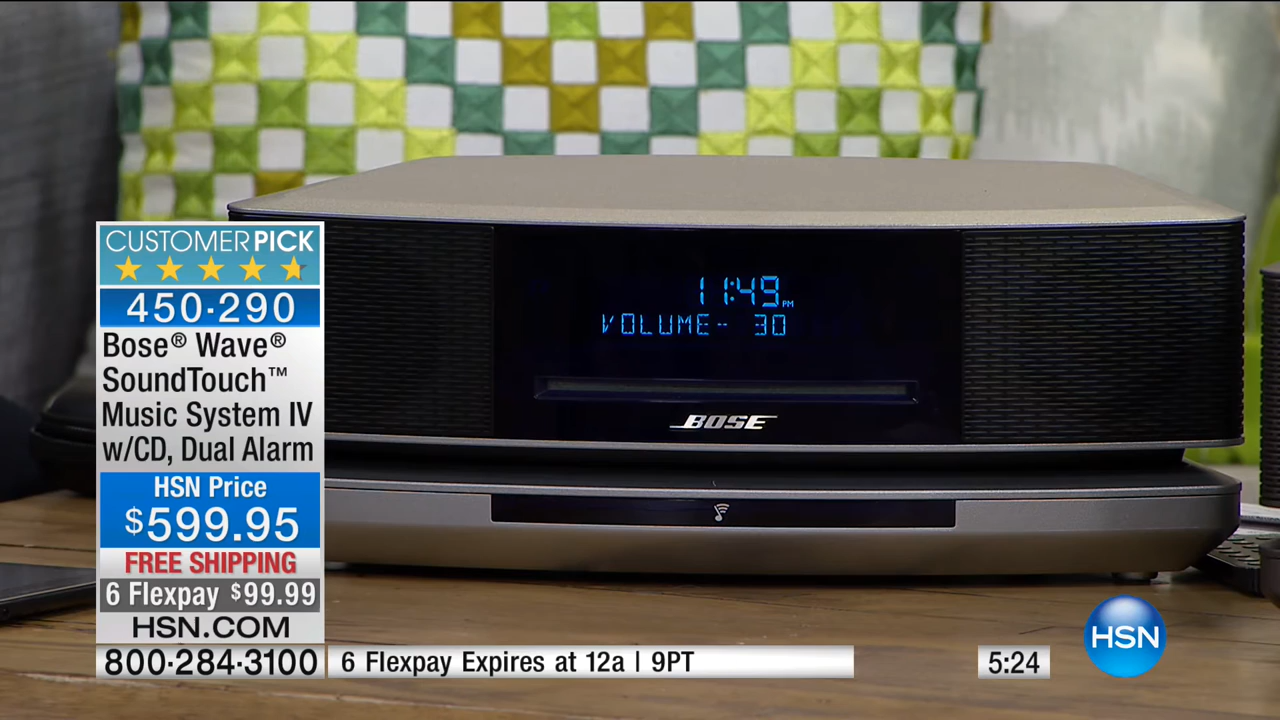 CUSTOMER PICK
450·290
Bose® Wave®
SoundTouch™
Music System IV
w/CD, Dual Alarm
HSN Price
$599.95
FREE SHIPPING
6 Flexpay $99.99
HSN.COM
800·284·3100
6 Flexpay Expires at 12a | 9PT
5:24
HSN
11:49 PM
VOLUME- 30
BOSE